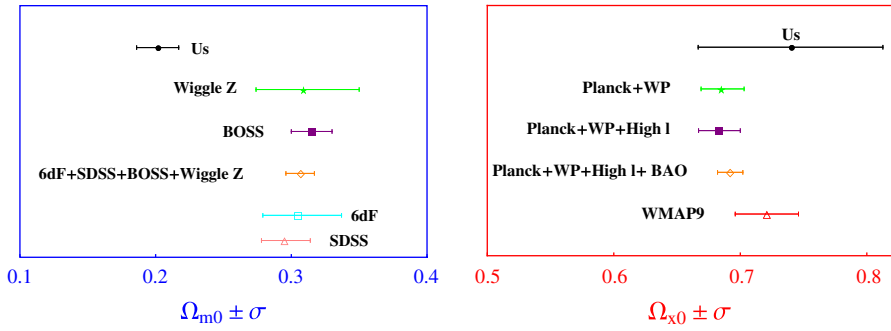 Us
Wiggle Z
BOSS
6dF+SDSS+BOSS+Wiggle Z
6dF
SDSS
0.1 0.2 0.3 0.4
Ωm0 ± σ
Us
Planck+WP
Planck+WP+High l
Planck+WP+High l+ BAO
WMAP9
0.5 0.6 0.7 0.8
Ωx0 ± σ